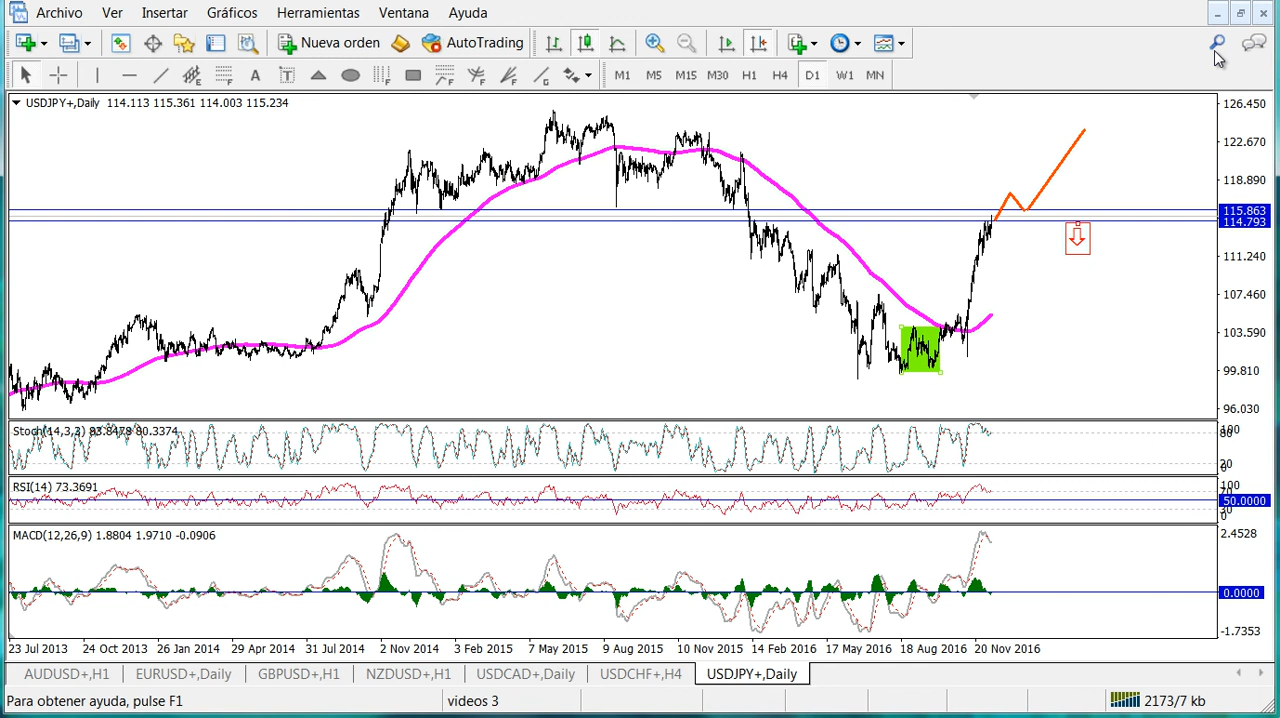 Archivo Ver Insertar Gráficos Herramientas Ventana Ayuda
Nueva orden AutoTrading
A T M1 M5 M15 M30 H1 H4 D1 W1 MN
USDJPY+,Daily 114.113 115.361 114.003 115.234
126.450
122.670
118.890
115.863
114.793
111.240
107.460
103.590
99.810
96.030
Stoch(14,3,3) 83.8478 80.3374
100
80
20
0
RSI(14) 73.3691
100
70
50.0000
30
0
MACD(12,26,9) 1.8804 1.9710 -0.0906
2.4528
0.0000
-1.7353
23 Jul 2013 24 Oct 2013 26 Jan 2014 29 Apr 2014 31 Jul 2014 2 Nov 2014 3 Feb 2015 7 May 2015 9 Aug 2015 10 Nov 2015 14 Feb 2016 17 May 2016 18 Aug 2016 20 Nov 2016
AUDUSD+,H1 EURUSD+,Daily GBPUSD+,H1 NZDUSD+,H1 USDCAD+,Daily USDCHF+,H4 USDJPY+,Daily
Para obtener ayuda, pulse F1 videos 3 2173/7 kb